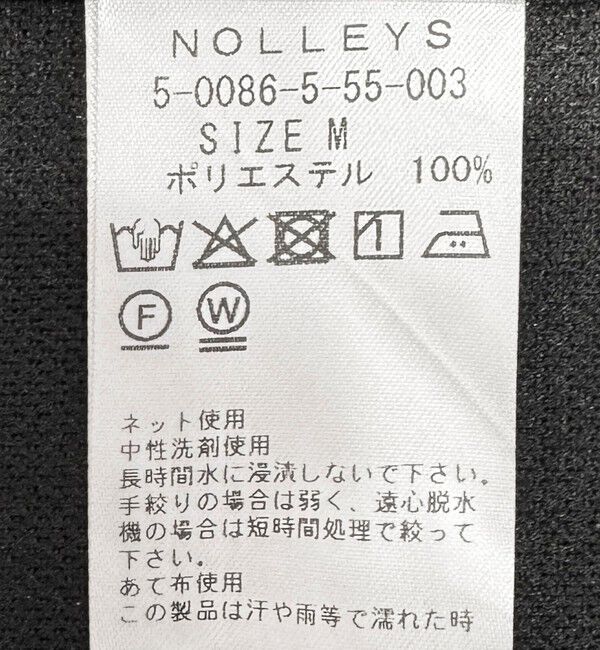 NOLLEYS
5-0086-5-55-003
SIZE M
ポリエステル 100%
F W
ネット使用
中性洗剤使用
長時間水に浸漬しないで下さい。
手絞りの場合は弱く、遠心脱水
機の場合は短時間処理で絞って
下さい。
あて布使用
この製品は汗や雨等で濡れた時